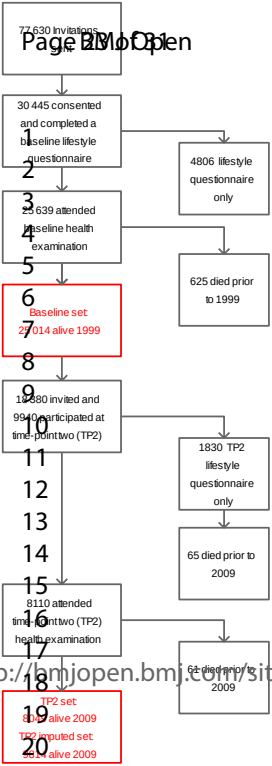 77 630 Invitations
sent
Page 23 of 31
BMJ Open
30 445 consented
and completed a
baseline lifestyle
questionnaire
1
2
4806 lifestyle
questionnaire
only
3
25 639 attended
baseline health
examination
4
5
625 died prior
to 1999
6
Baseline set:
25 014 alive 1999
7
8
9
18 380 invited and
9940 participated at
time-point two (TP2)
10
11
1830 TP2
lifestyle
questionnaire
only
12
13
14
65 died prior to
2009
15
8110 attended
time-point two (TP2)
health examination
16
17
61 died prior to
2009
p://bmjopen.bmj.com/sit
18
TP2 set:
alive 2009
19
TP2 imputed set:
alive 2009
20